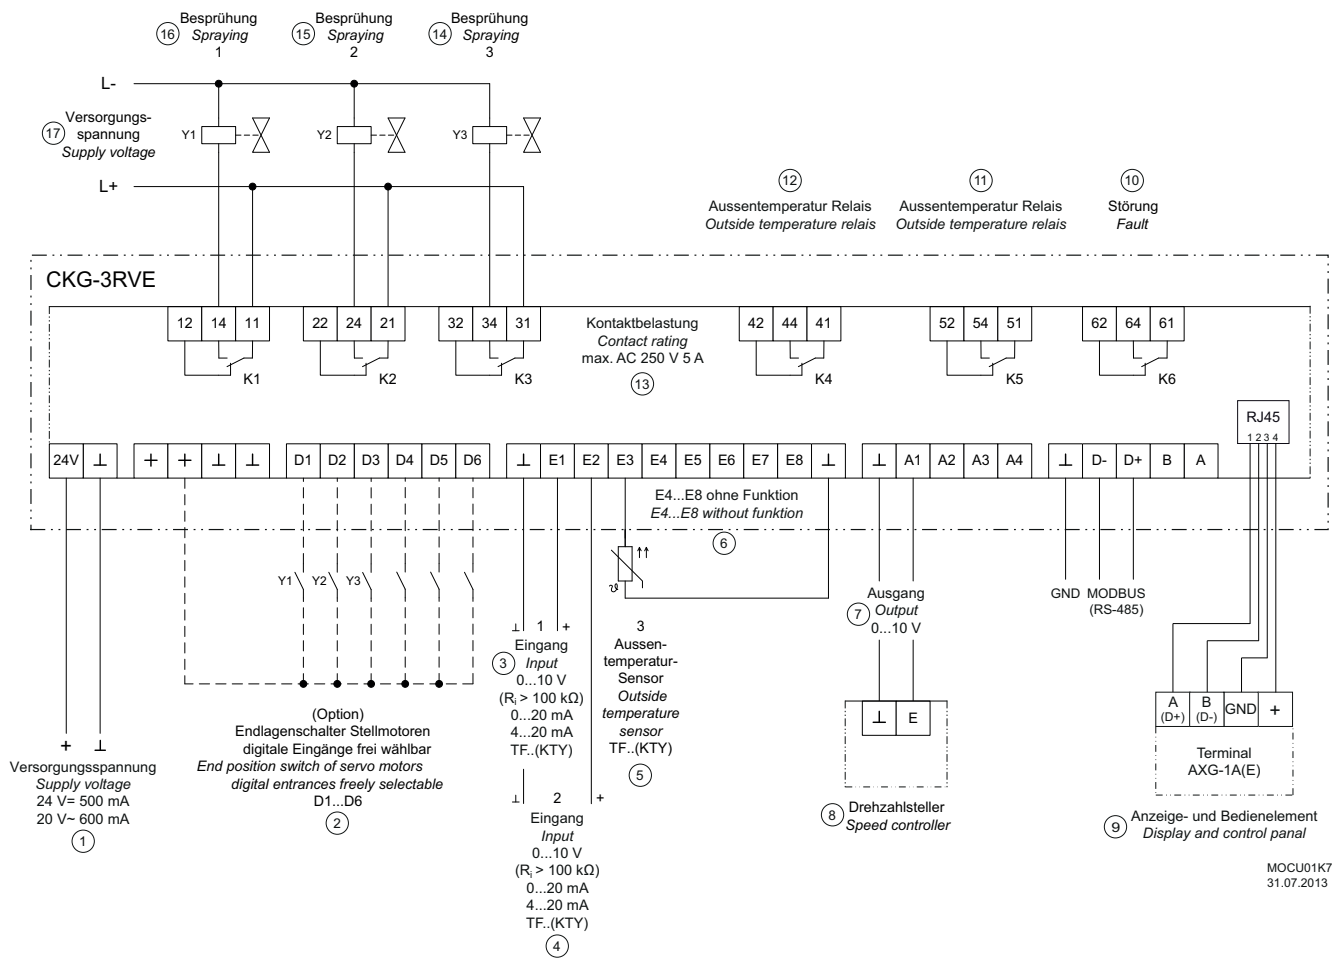 16
Besprühung
Spraying
1
15
Besprühung
Spraying
2
14
Besprühung
Spraying
3
L-
17
Versorgungs-
spannung
Supply voltage
Y1
Y2
Y3
L+
12
Aussentemperatur Relais
Outside temperature relais
11
Aussentemperatur Relais
Outside temperature relais
10
Störung
Fault
CKG-3RVE
12 14 11
K1
22 24 21
K2
32 34 31
K3
Kontaktbelastung
Contact rating
max. AC 250 V 5 A
13
42 44 41
K4
52 54 51
K5
62 64 61
K6
RJ45
1 2 3 4
24V ⊥
+ + ⊥ ⊥
D1 D2 D3 D4 D5 D6
⊥ E1 E2 E3 E4 E5 E6 E7 E8 ⊥
⊥ A1 A2 A3 A4
⊥ D- D+ B A
E4...E8 ohne Funktion
E4...E8 without funktion
6
Y1 Y2 Y3
ϑ
+ ⊥
Versorgungsspannung
Supply voltage
24 V= 500 mA
20 V~ 600 mA
1
(Option)
Endlagenschalter Stellmotoren
digitale Eingänge frei wählbar
End position switch of servo motors
digital entrances freely selectable
D1...D6
2
⊥ 1 +
3
Eingang
Input
0...10 V
(Ri > 100 kΩ)
0...20 mA
4...20 mA
TF..(KTY)
⊥ 2 +
Eingang
Input
0...10 V
(Ri > 100 kΩ)
0...20 mA
4...20 mA
TF..(KTY)
4
3
Aussen-
temperatur-
Sensor
Outside
temperature
sensor
TF..(KTY)
5
7
Ausgang
Output
0...10 V
⊥ E
8
Drehzahlsteller
Speed controller
GND MODBUS
(RS-485)
A
(D+)
B
(D-)
GND
+
Terminal
AXG-1A(E)
9
Anzeige- und Bedienelement
Display and control panal
MOCU01K7
31.07.2013